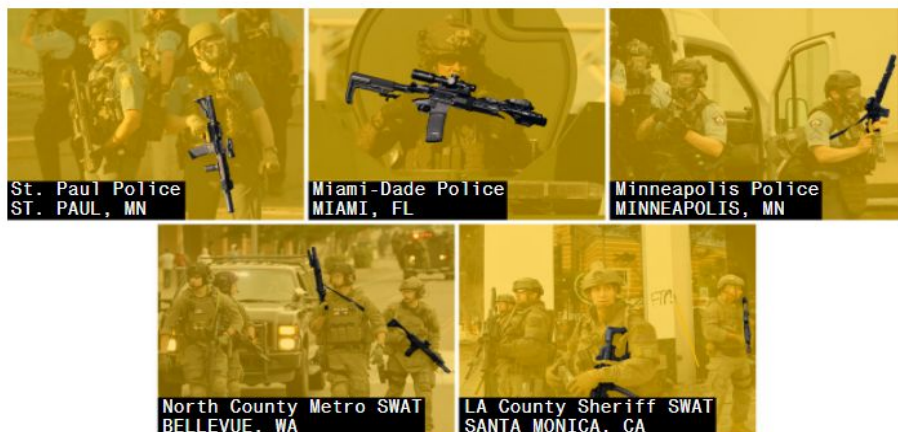 St. Paul Police
ST. PAUL, MN
Miami-Dade Police
MIAMI, FL
Minneapolis Police
MINNEAPOLIS, MN
North County Metro SWAT
BELLEVUE, WA
LA County Sheriff SWAT
SANTA MONICA, CA